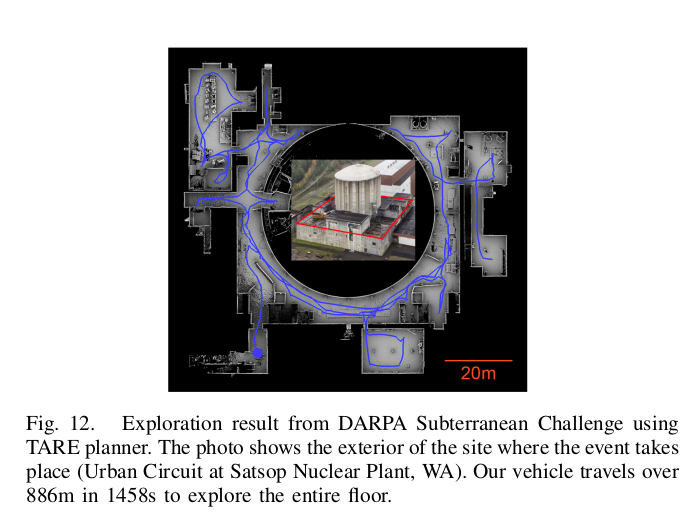 20m
Fig. 12. Exploration result from DARPA Subterranean Challenge using
TARE planner. The photo shows the exterior of the site where the event takes
place (Urban Circuit at Satsop Nuclear Plant, WA). Our vehicle travels over
886m in 1458s to explore the entire floor.